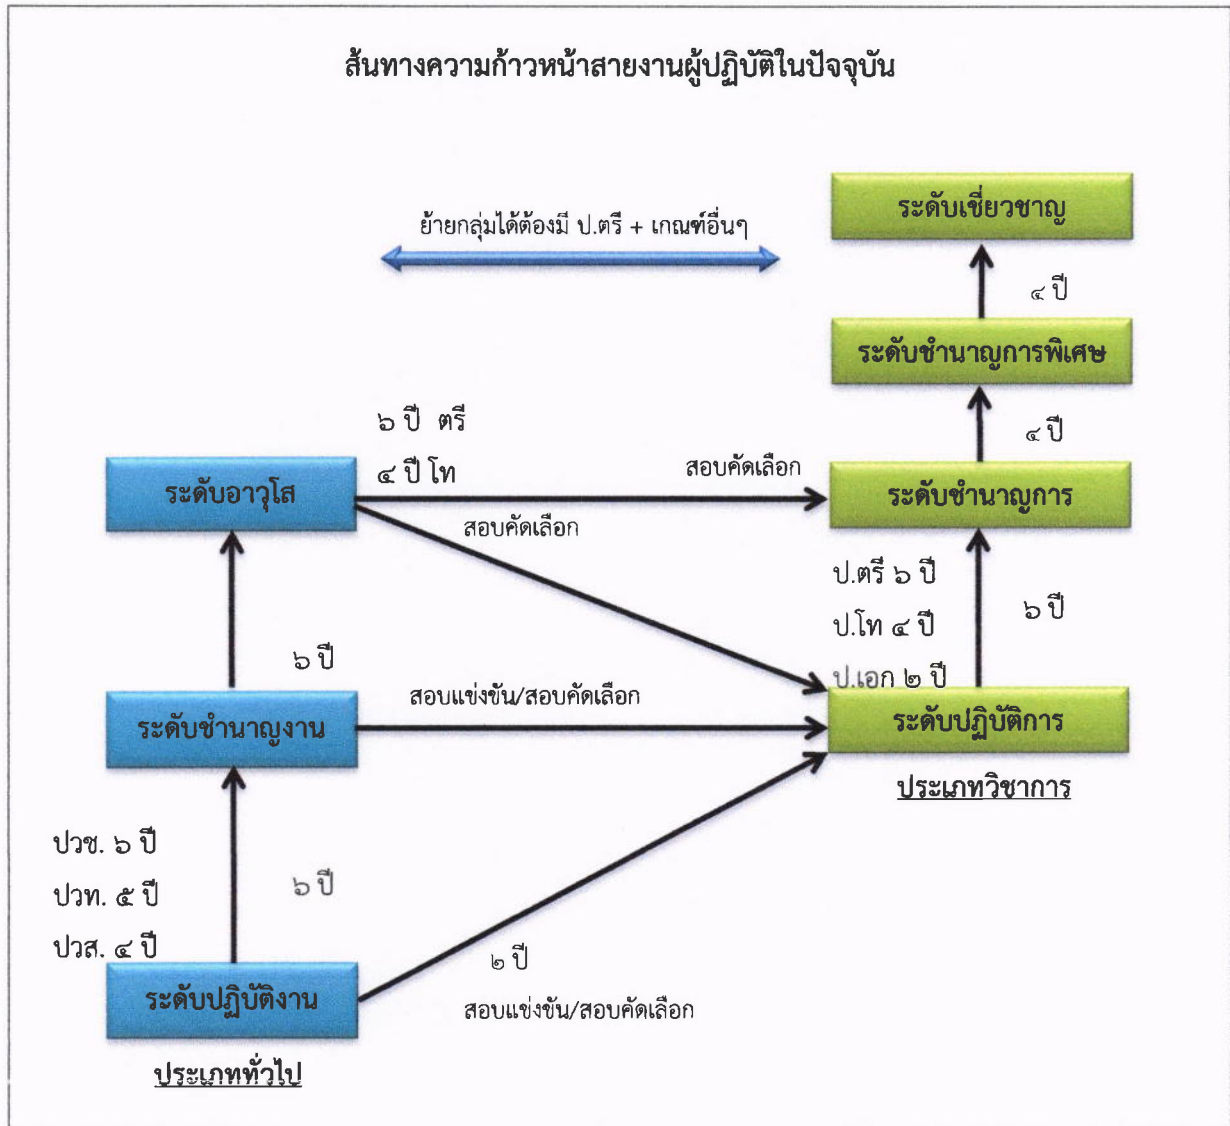 ส้นทางความก้าวหน้าสายงานผู้ปฏิบัติในปัจจุบัน
ระดับเชี่ยวชาญ
ย้ายกลุ่มได้ต้องมี ป.ตรี + เกณฑ์อื่นๆ
๔ ปี
ระดับชำนาญการพิเศษ
๖ ปี ตรี
๔ ปี
๔ ปี โท
สอบคัดเลือก
ระดับอาวุโส
ระดับชำนาญการ
สอบคัดเลือก
ป.ตรี ๖ ปี
๖ ปี
ป.โท ๔ ปี
๖ ปี
ป.เอก ๒ ปี
สอบแข่งขัน/สอบคัดเลือก
ระดับชำนาญงาน
ระดับปฏิบัติการ
ประเภทวิชาการ
ปวช. ๖ ปี
๖ ปี
ปวท. ๕ ปี
ปวส. ๔ ปี
๒ ปี
ระดับปฏิบัติงาน
สอบแข่งขัน/สอบคัดเลือก
ประเภททั่วไป